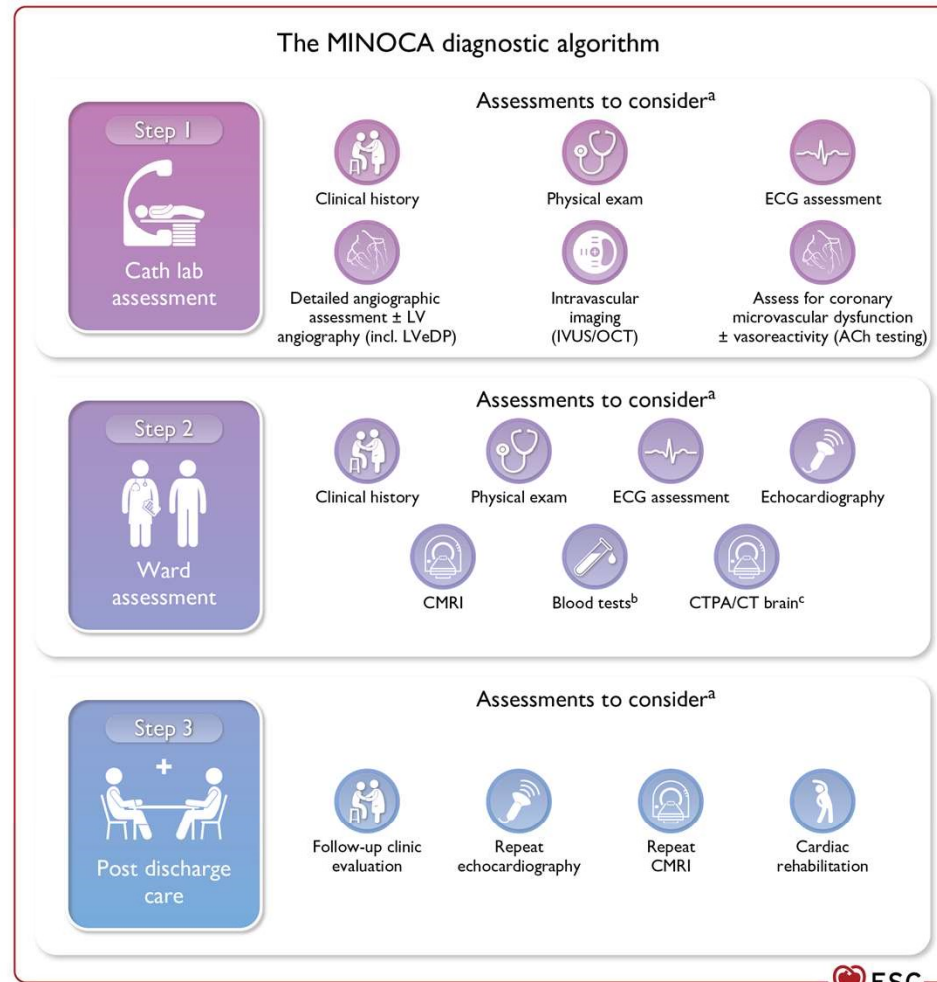 The MINOCA diagnostic algorithm
Step 1
Cath lab
assessment
Assessments to considerᵃ
Clinical history
Physical exam
ECG assessment
Detailed angiographic
assessment ± LV
angiography (incl. LVeDP)
Intravascular
imaging
(IVUS/OCT)
Assess for coronary
microvascular dysfunction
± vasoreactivity (ACh testing)
Step 2
Ward
assessment
Assessments to considerᵃ
Clinical history
Physical exam
ECG assessment
Echocardiography
CMRI
Blood testsᵇ
CTPA/CT brainᶜ
Step 3
Post discharge
care
Assessments to considerᵃ
Follow-up clinic
evaluation
Repeat
echocardiography
Repeat
CMRI
Cardiac
rehabilitation
ESC